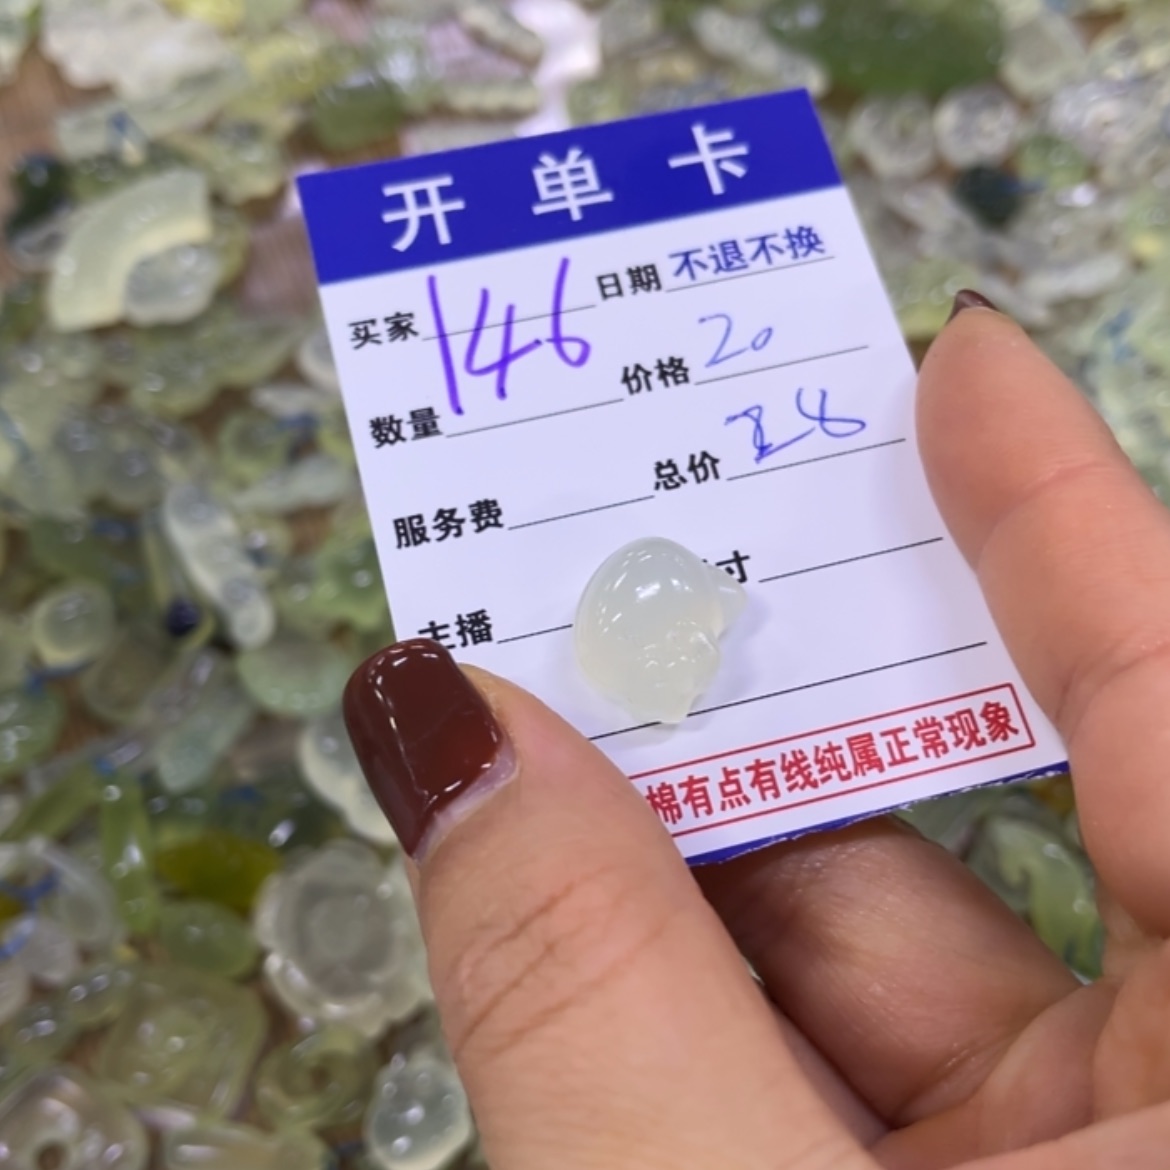 开单卡
买家 146 日期 不退不换
数量 价格 20
服务费 总价 28
主播 寸
棉有点有线纯属正常现象